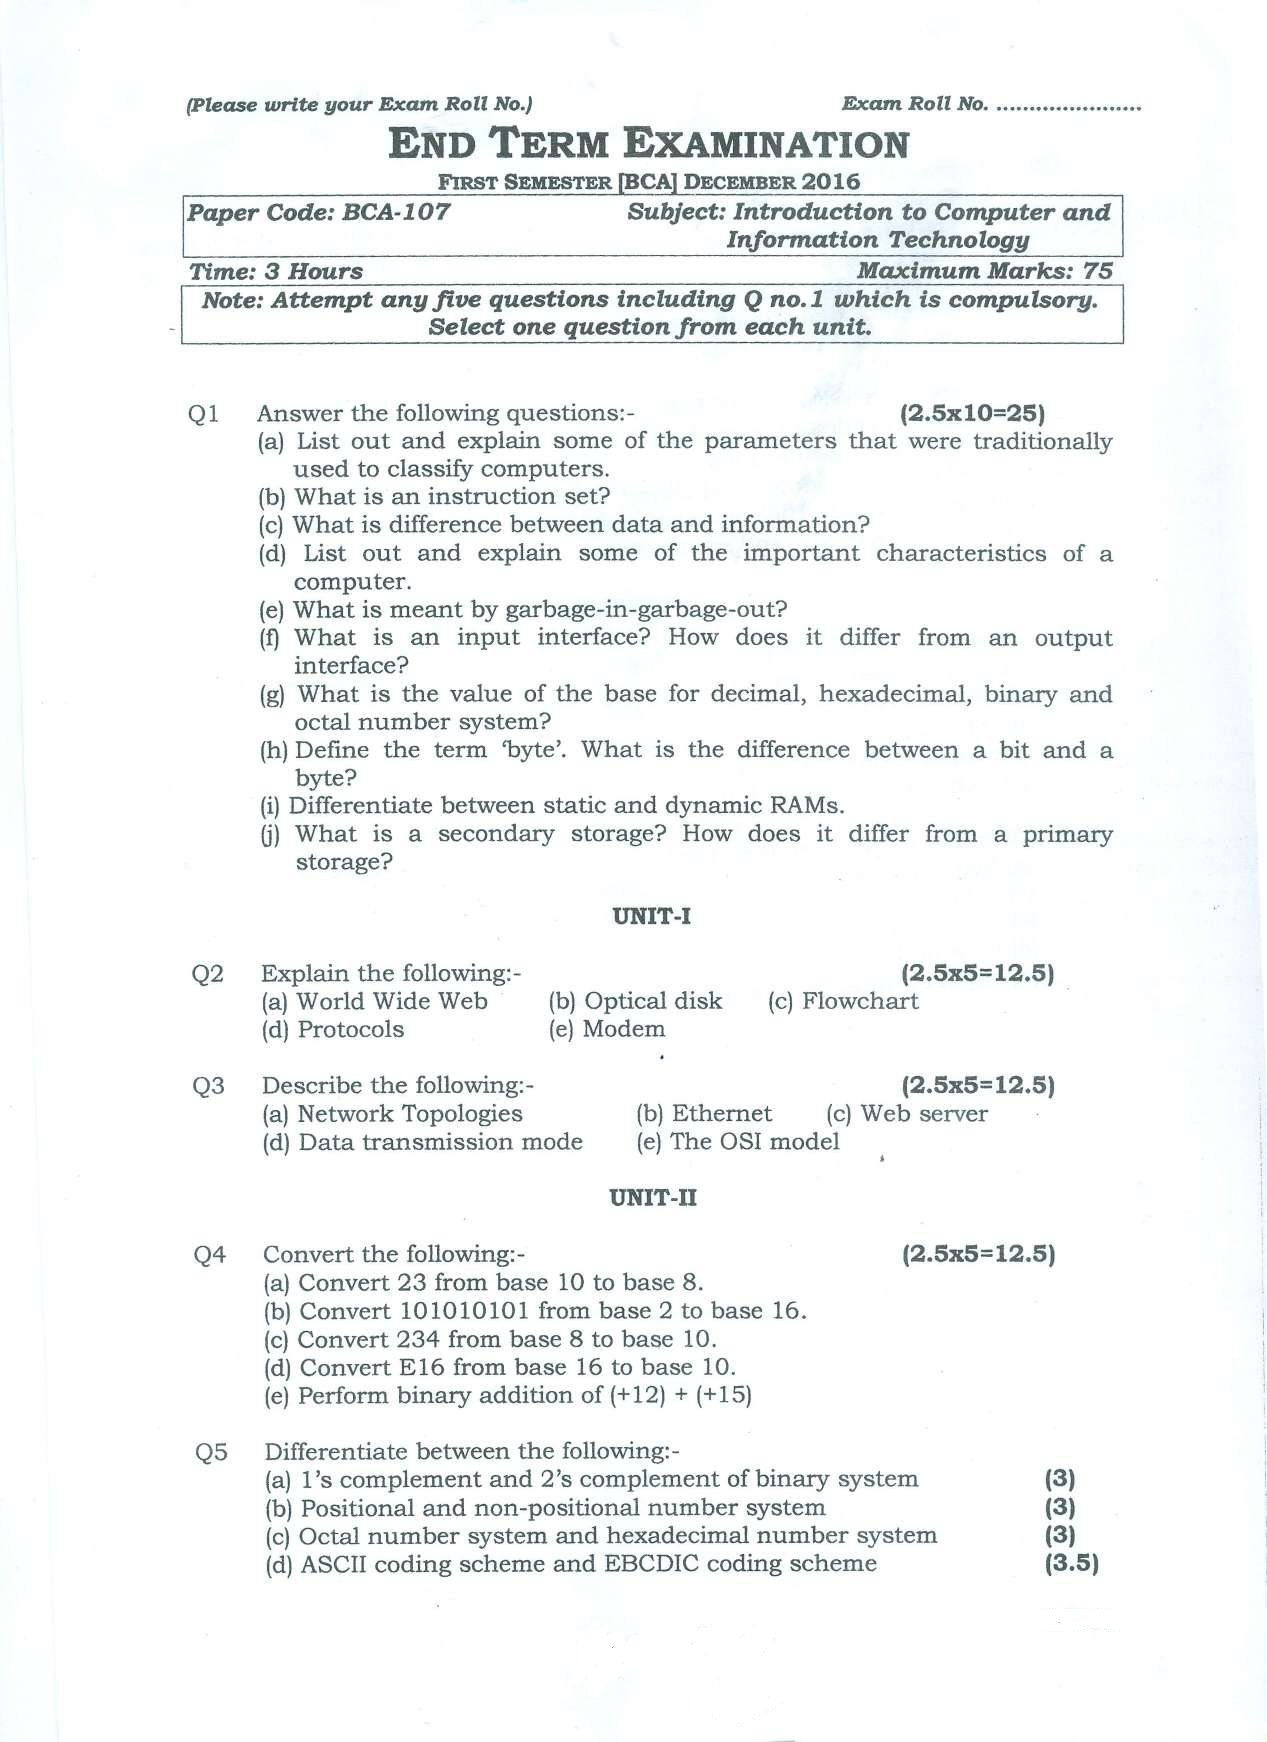 (Please write your Exam Roll No.) Exam Roll No. ......................
END TERM EXAMINATION
FIRST SEMESTER [BCA] DECEMBER 2016
Paper Code: BCA-107 Subject: Introduction to Computer and
Information Technology
Time: 3 Hours Maximum Marks: 75
Note: Attempt any five questions including Q no.1 which is compulsory.
Select one question from each unit.
Q1 Answer the following questions:- (2.5x10=25)
(a) List out and explain some of the parameters that were traditionally
used to classify computers.
(b) What is an instruction set?
(c) What is difference between data and information?
(d) List out and explain some of the important characteristics of a
computer.
(e) What is meant by garbage-in-garbage-out?
(f) What is an input interface? How does it differ from an output
interface?
(g) What is the value of the base for decimal, hexadecimal, binary and
octal number system?
(h) Define the term ‘byte’. What is the difference between a bit and a
byte?
(i) Differentiate between static and dynamic RAMs.
(j) What is a secondary storage? How does it differ from a primary
storage?
UNIT-I
Q2 Explain the following:- (2.5x5=12.5)
(a) World Wide Web (b) Optical disk (c) Flowchart
(d) Protocols (e) Modem
Q3 Describe the following:- (2.5x5=12.5)
(a) Network Topologies (b) Ethernet (c) Web server
(d) Data transmission mode (e) The OSI model
UNIT-II
Q4 Convert the following:- (2.5x5=12.5)
(a) Convert 23 from base 10 to base 8.
(b) Convert 101010101 from base 2 to base 16.
(c) Convert 234 from base 8 to base 10.
(d) Convert E16 from base 16 to base 10.
(e) Perform binary addition of (+12) + (+15)
Q5 Differentiate between the following:-
(a) 1’s complement and 2’s complement of binary system (3)
(b) Positional and non-positional number system (3)
(c) Octal number system and hexadecimal number system (3)
(d) ASCII coding scheme and EBCDIC coding scheme (3.5)